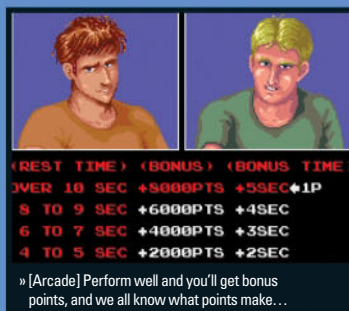 (REST TIME) (BONUS) (BONUS TIME
OVER 10 SEC +8000PTS +5SEC←1P
8 TO 9 SEC +6000PTS +4SEC
6 TO 7 SEC +4000PTS +3SEC
4 TO 5 SEC +2000PTS +2SEC
» [Arcade] Perform well and you'll get bonus
points, and we all know what points make…